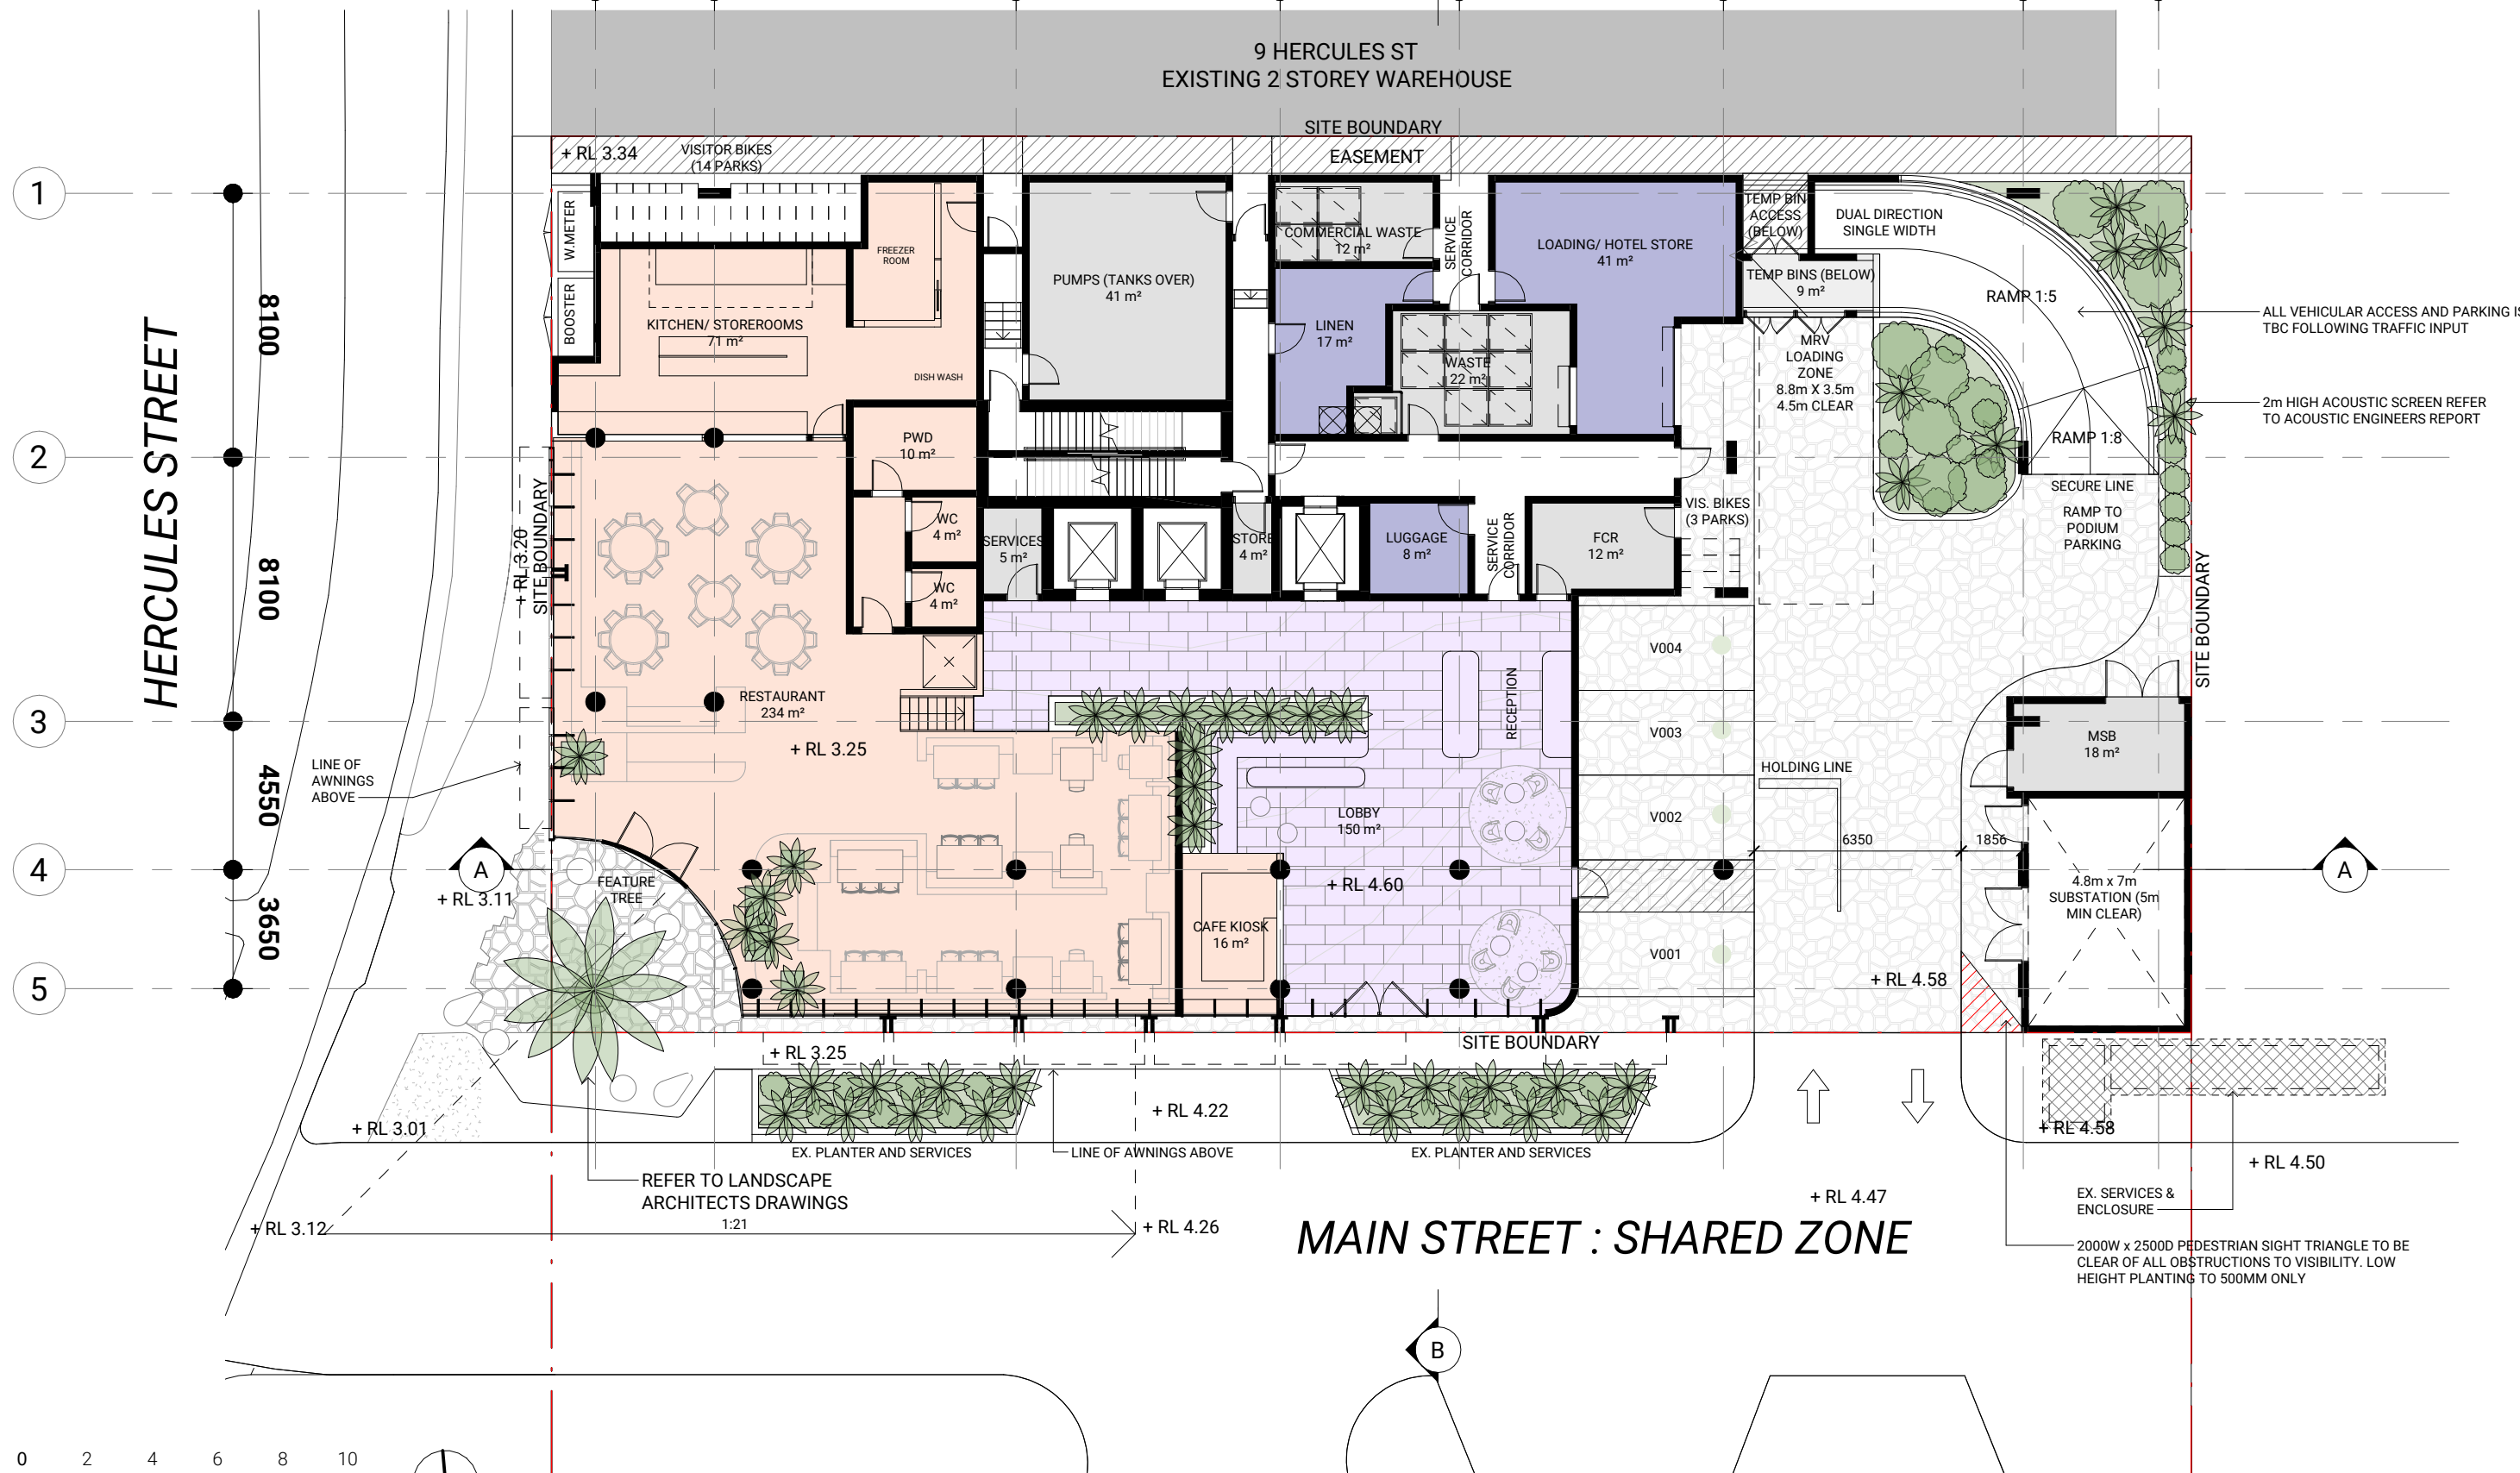 9 HERCULES ST
EXISTING 2 STOREY WAREHOUSE
SITE BOUNDARY
EASEMENT
+ RL 3.34
VISITOR BIKES
(14 PARKS)
1
2
3
4
5
8100
8100
4550
3650
HERCULES STREET
W.METER
BOOSTER
FREEZER
ROOM
KITCHEN/ STOREROOMS
71 m²
DISH WASH
PUMPS (TANKS OVER)
41 m²
COMMERCIAL WASTE
12 m²
SERVICE
CORRIDOR
LOADING/ HOTEL STORE
41 m²
LINEN
17 m²
WASTE
22 m²
TEMP BIN
ACCESS
(BELOW)
TEMP BINS (BELOW)
9 m²
DUAL DIRECTION
SINGLE WIDTH
RAMP 1:5
MRV
LOADING
ZONE
8.8m X 3.5m
4.5m CLEAR
RAMP 1:8
ALL VEHICULAR ACCESS AND PARKING IS
TBC FOLLOWING TRAFFIC INPUT
2m HIGH ACOUSTIC SCREEN REFER
TO ACOUSTIC ENGINEERS REPORT
SECURE LINE
RAMP TO
PODIUM
PARKING
PWD
10 m²
WC
4 m²
WC
4 m²
SERVICES
5 m²
STORE
4 m²
LUGGAGE
8 m²
SERVICE
CORRIDOR
FCR
12 m²
VIS. BIKES
(3 PARKS)
+ RL 3.20
SITE BOUNDARY
SITE BOUNDARY
RESTAURANT
234 m²
+ RL 3.25
RECEPTION
LOBBY
150 m²
+ RL 4.60
CAFE KIOSK
16 m²
V004
V003
V002
V001
HOLDING LINE
6350
1856
MSB
18 m²
4.8m x 7m
SUBSTATION (5m
MIN CLEAR)
LINE OF
AWNINGS
ABOVE
A
A
+ RL 3.11
FEATURE
TREE
+ RL 4.58
+ RL 3.25
SITE BOUNDARY
+ RL 4.22
+ RL 3.01
+ RL 4.58
EX. PLANTER AND SERVICES
LINE OF AWNINGS ABOVE
EX. PLANTER AND SERVICES
+ RL 4.50
REFER TO LANDSCAPE
ARCHITECTS DRAWINGS
1:21
+ RL 3.12
+ RL 4.26
+ RL 4.47
MAIN STREET : SHARED ZONE
EX. SERVICES &
ENCLOSURE
2000W x 2500D PEDESTRIAN SIGHT TRIANGLE TO BE
CLEAR OF ALL OBSTRUCTIONS TO VISIBILITY. LOW
HEIGHT PLANTING TO 500MM ONLY
B
0 2 4 6 8 10